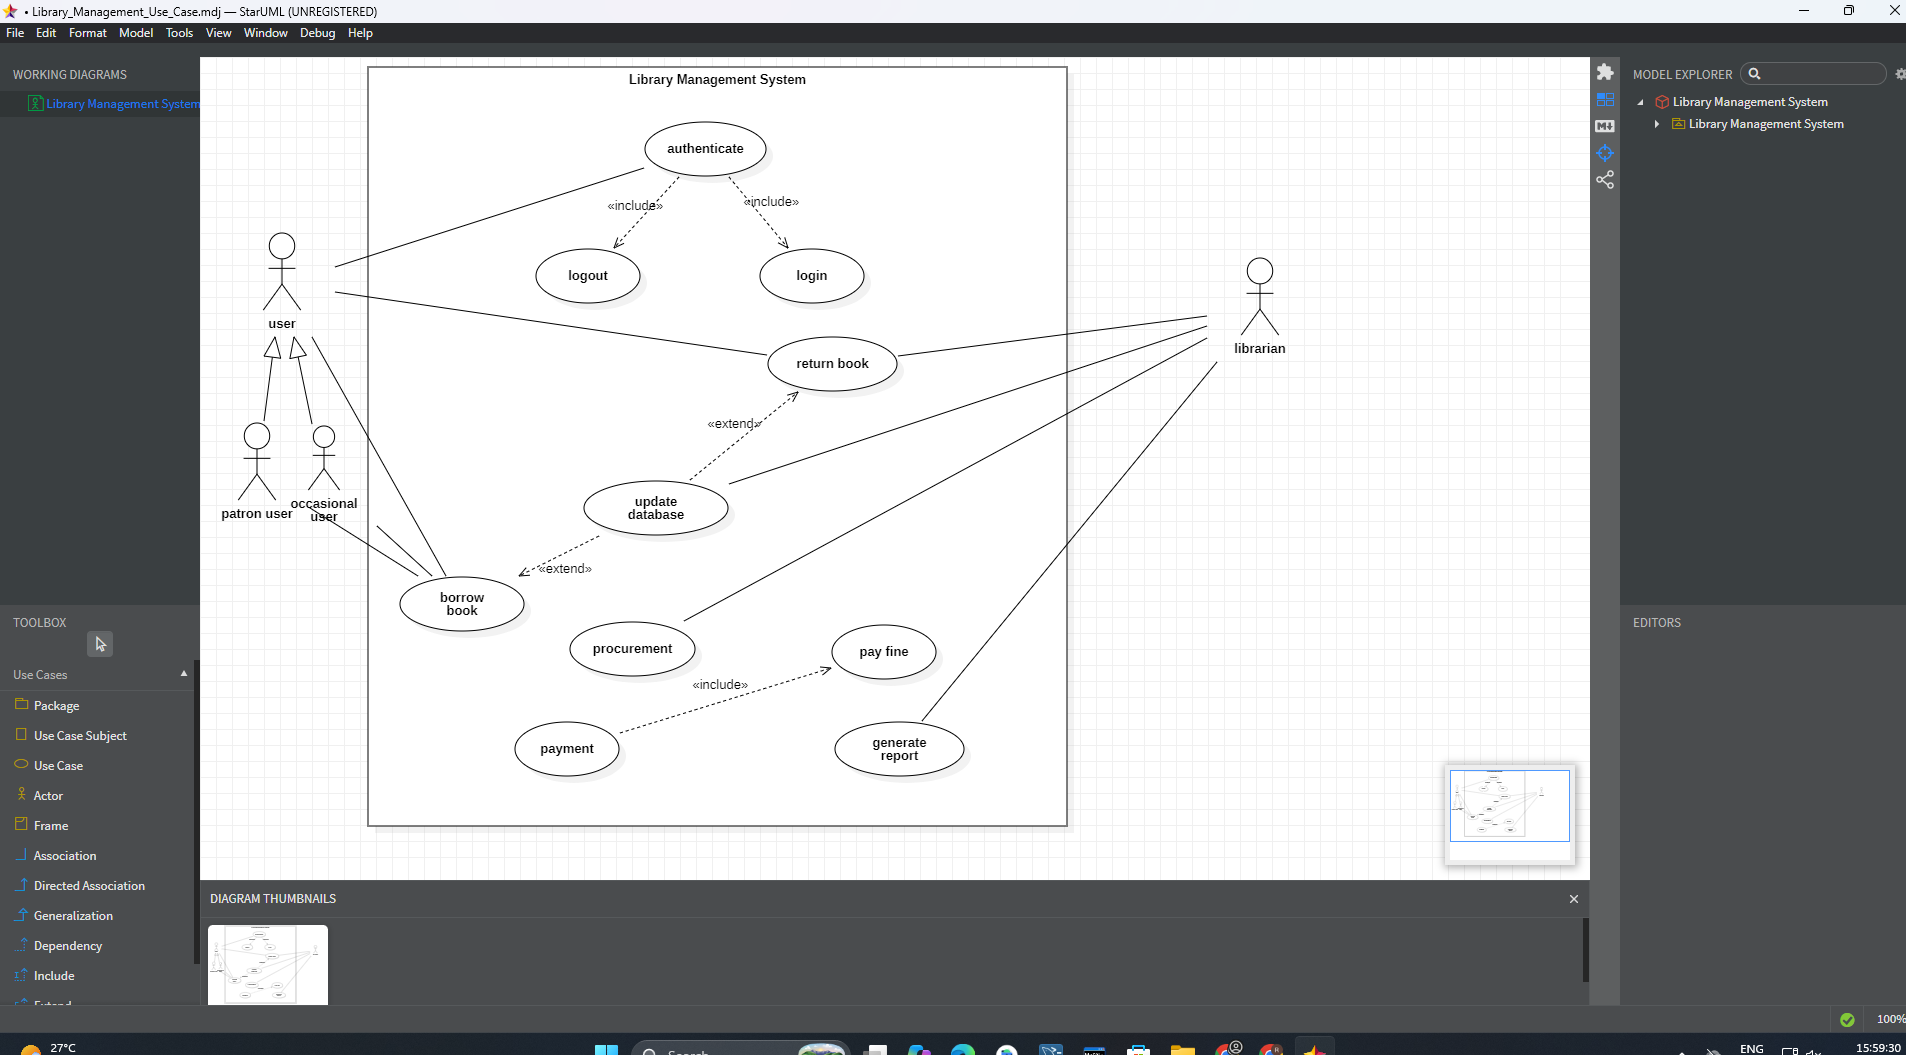 • Library_Management_Use_Case.mdj — StarUML (UNREGISTERED)
File Edit Format Model Tools View Window Debug Help
WORKING DIAGRAMS
Library Management System
TOOLBOX
Use Cases
Package
Use Case Subject
Use Case
Actor
Frame
Association
Directed Association
Generalization
Dependency
Include
Extend
Library Management System
authenticate
«include»
«include»
logout
login
user
return book
librarian
«extend»
patron user
occasional
user
update
database
«extend»
borrow
book
procurement
pay fine
«include»
payment
generate
report
DIAGRAM THUMBNAILS
MODEL EXPLORER
Library Management System
Library Management System
EDITORS
100%
27°C
Search
ENG
15:59:30